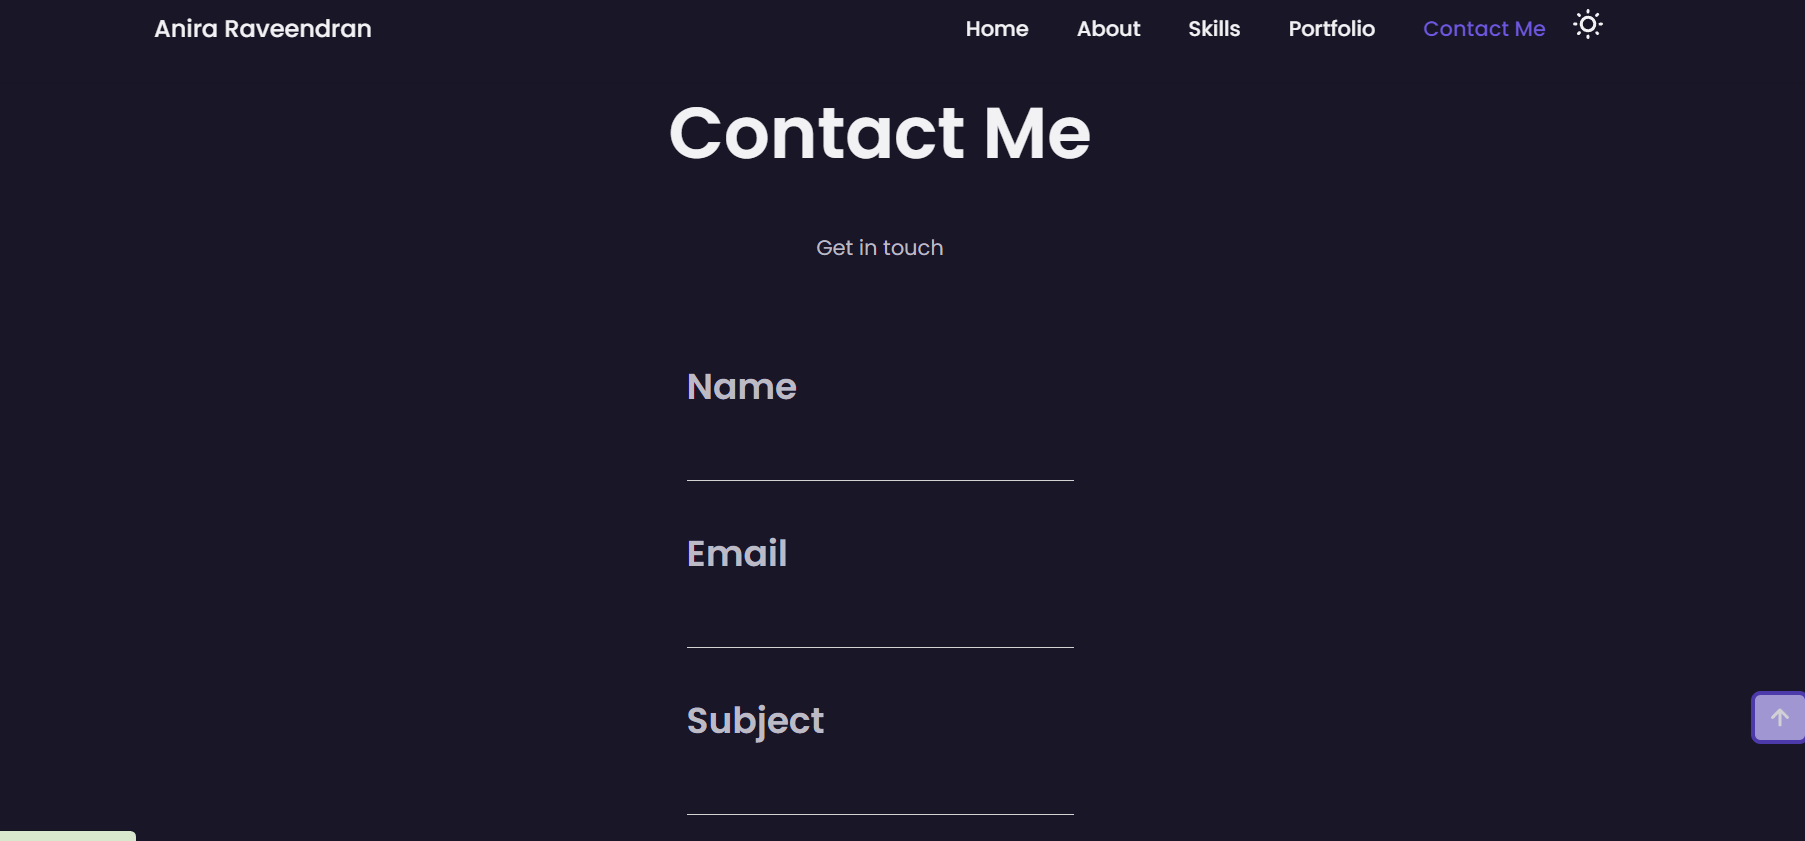 Anira Raveendran
Home About Skills Portfolio Contact Me
Contact Me
Get in touch
Name
Email
Subject